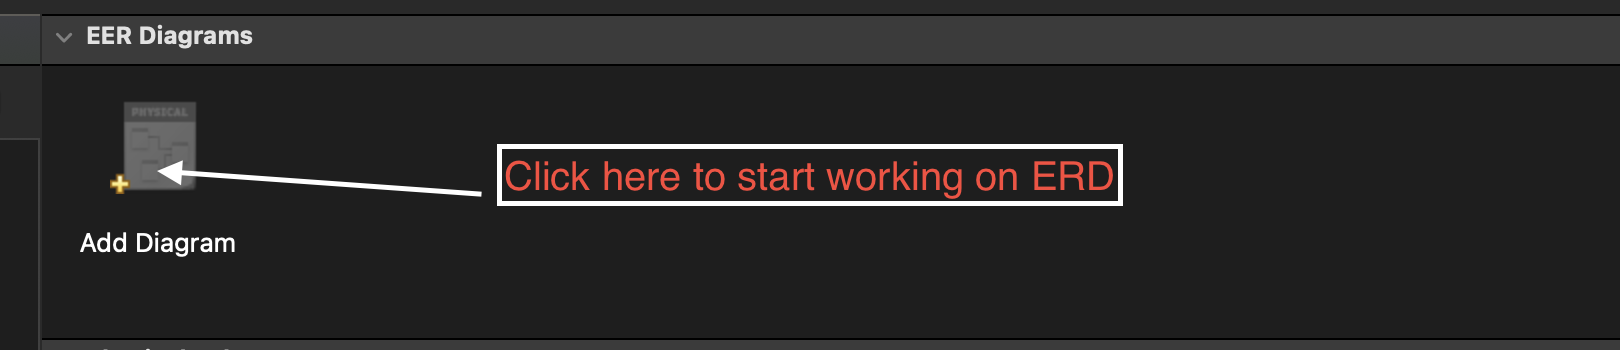 EER Diagrams
PHYSICAL
Click here to start working on ERD
Add Diagram